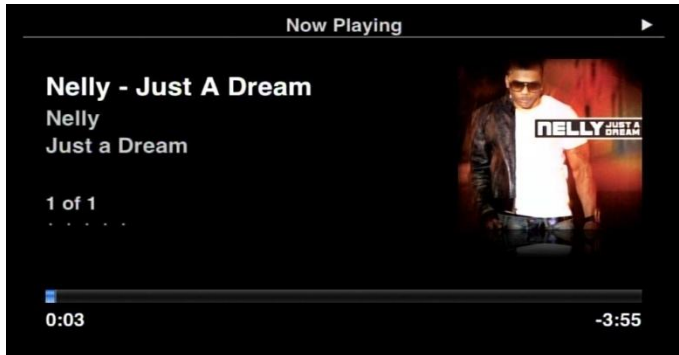 Now Playing
Nelly - Just A Dream
Nelly
Just a Dream
NELLY JUST A
DREAM
1 of 1
0:03
-3:55